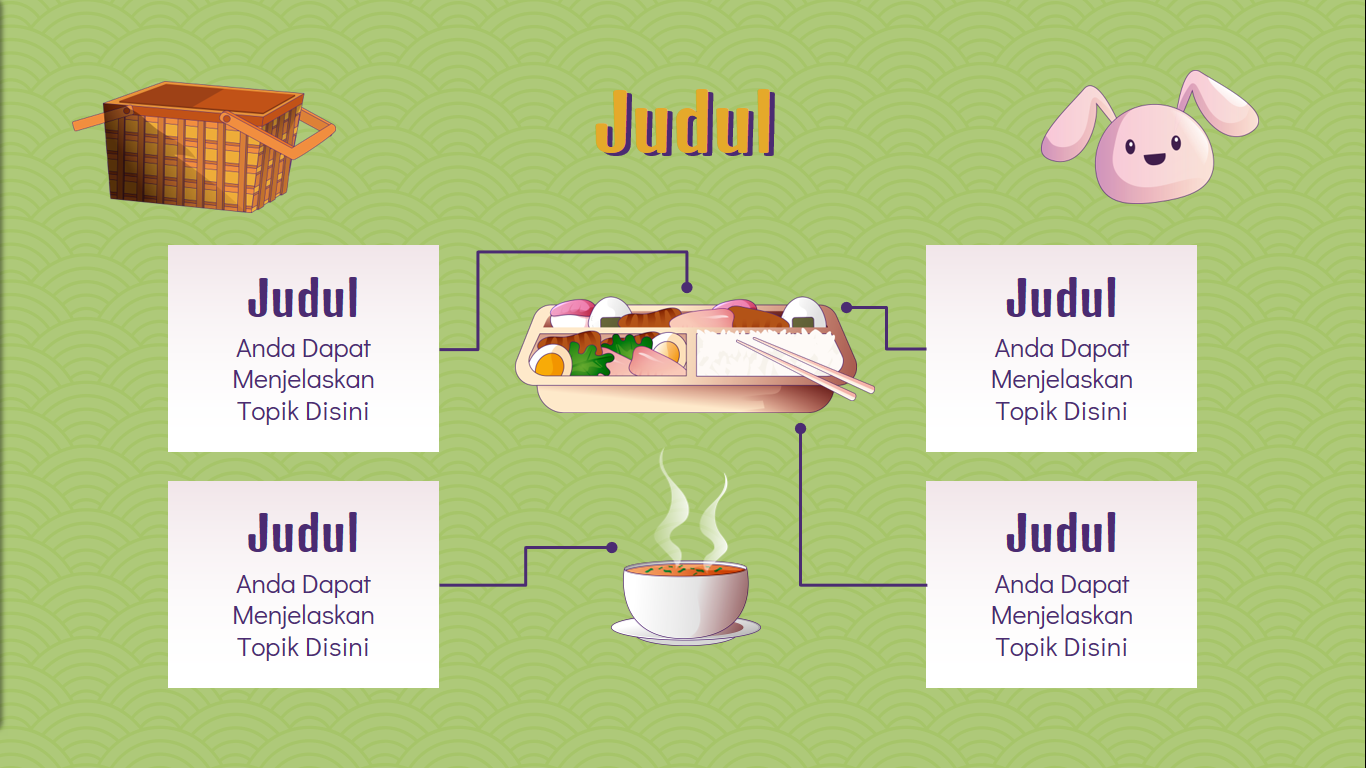 Judul
Judul
Anda Dapat
Menjelaskan
Topik Disini
Judul
Anda Dapat
Menjelaskan
Topik Disini
Judul
Anda Dapat
Menjelaskan
Topik Disini
Judul
Anda Dapat
Menjelaskan
Topik Disini